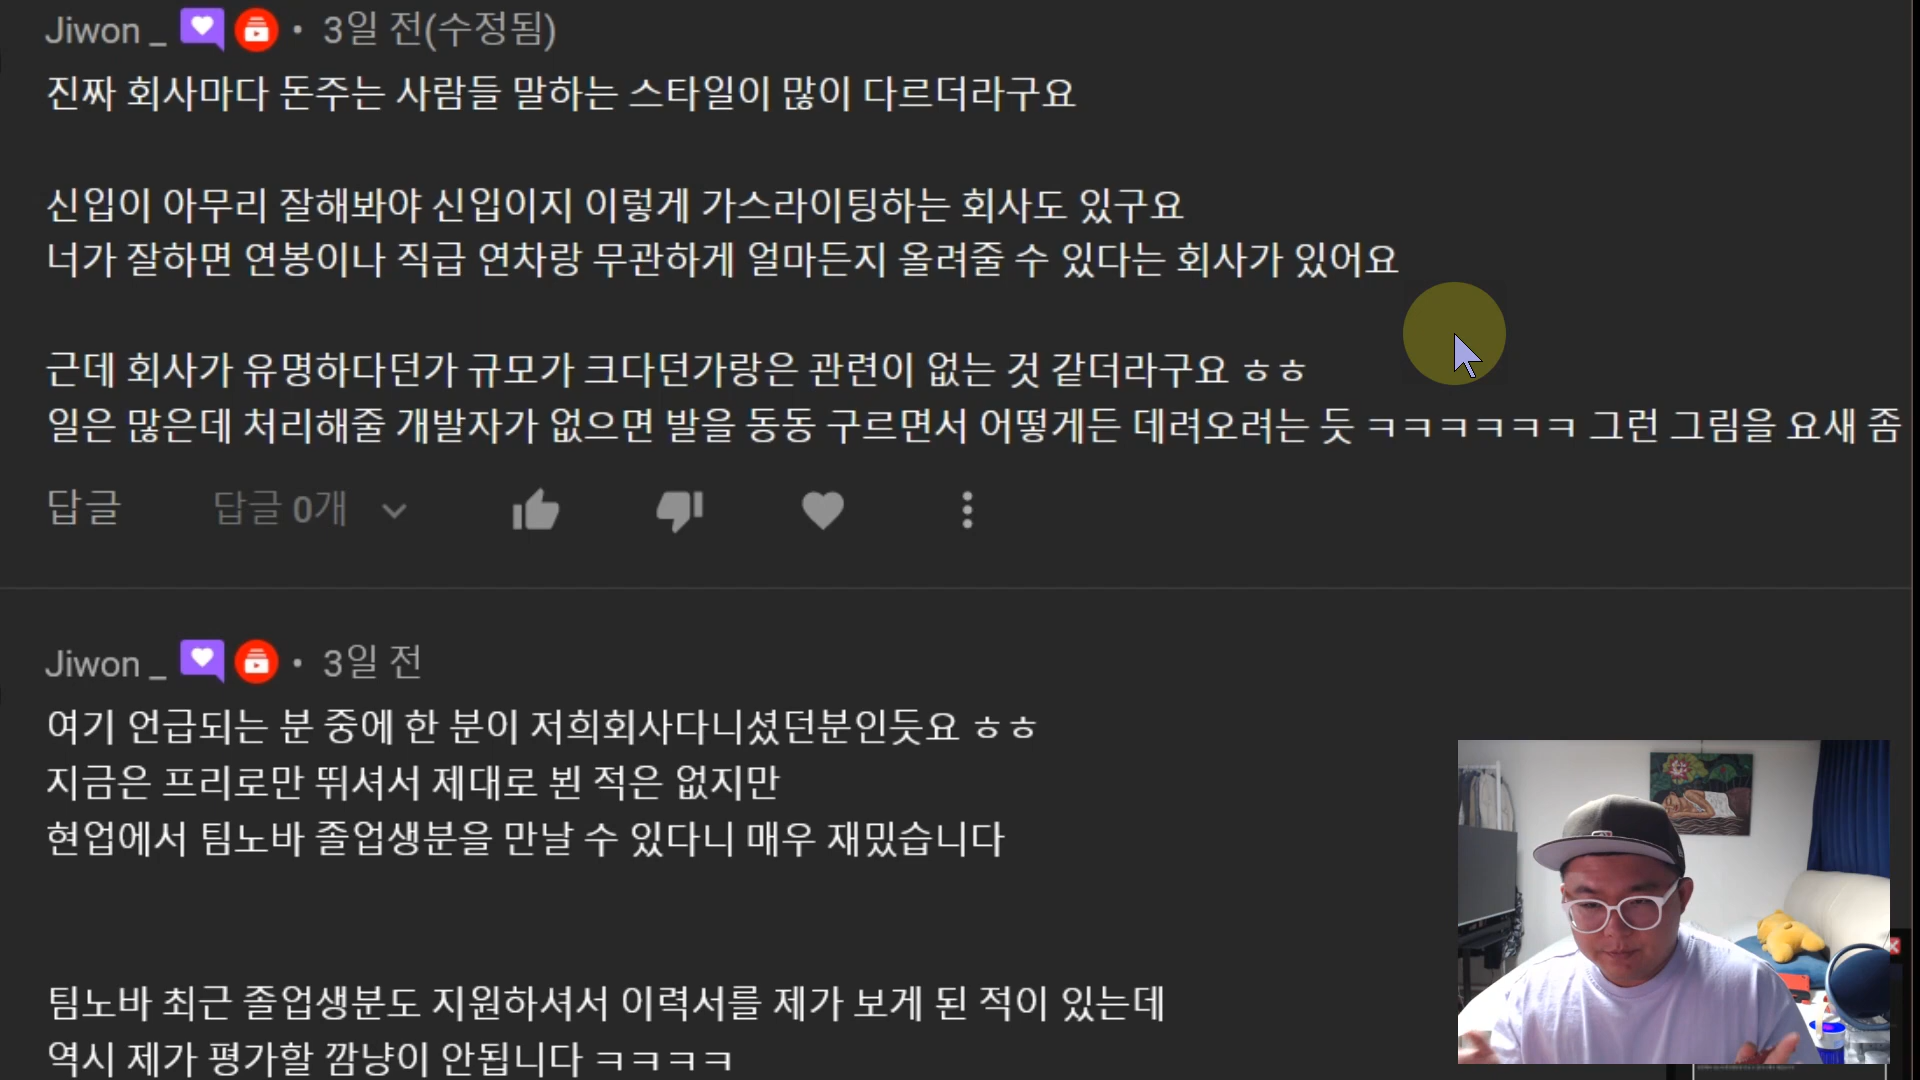 Jiwon _ • 3일 전(수정됨)
진짜 회사마다 돈주는 사람들 말하는 스타일이 많이 다르더라구요
신입이 아무리 잘해봐야 신입이지 이렇게 가스라이팅하는 회사도 있구요
너가 잘하면 연봉이나 직급 연차랑 무관하게 얼마든지 올려줄 수 있다는 회사가 있어요
근데 회사가 유명하다던가 규모가 크다던가랑은 관련이 없는 것 같더라구요 ㅎㅎ
일은 많은데 처리해줄 개발자가 없으면 발을 동동 구르면서 어떻게든 데려오려는 듯 ㅋㅋㅋㅋㅋㅋ 그런 그림을 요새 좀
답글 답글 0개
Jiwon _ • 3일 전
여기 언급되는 분 중에 한 분이 저희회사다니셨던분인듯요 ㅎㅎ
지금은 프리로만 뛰셔서 제대로 뵌 적은 없지만
현업에서 팀노바 졸업생분을 만날 수 있다니 매우 재밌습니다
팀노바 최근 졸업생분도 지원하셔서 이력서를 제가 보게 된 적이 있는데
역시 제가 평가할 깜냥이 안됩니다 ㅋㅋㅋㅋ